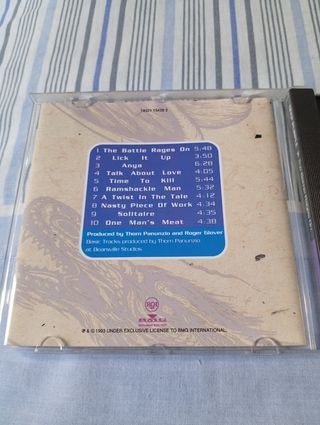 1 The Battle Rages On 5.48
2 Lick It Up 3.50
3 Anya 6.28
4 Talk About Love 4.05
5 Time To Kill 5.44
6 Ramshackle Man 5:32
7 A Twist In The Tale 4.12
8 Nasty Piece Of Work 4.34
9 Solitaire 4.35
10 One Man's Meat 4.38
Produced by Thom Panunzio and Roger Glover
Basic Tracks produced by Thom Panunzio
at Bearsville Studios
BMG
℗ & © 1993 UNDER EXCLUSIVE LICENSE TO BMG INTERNATIONAL.